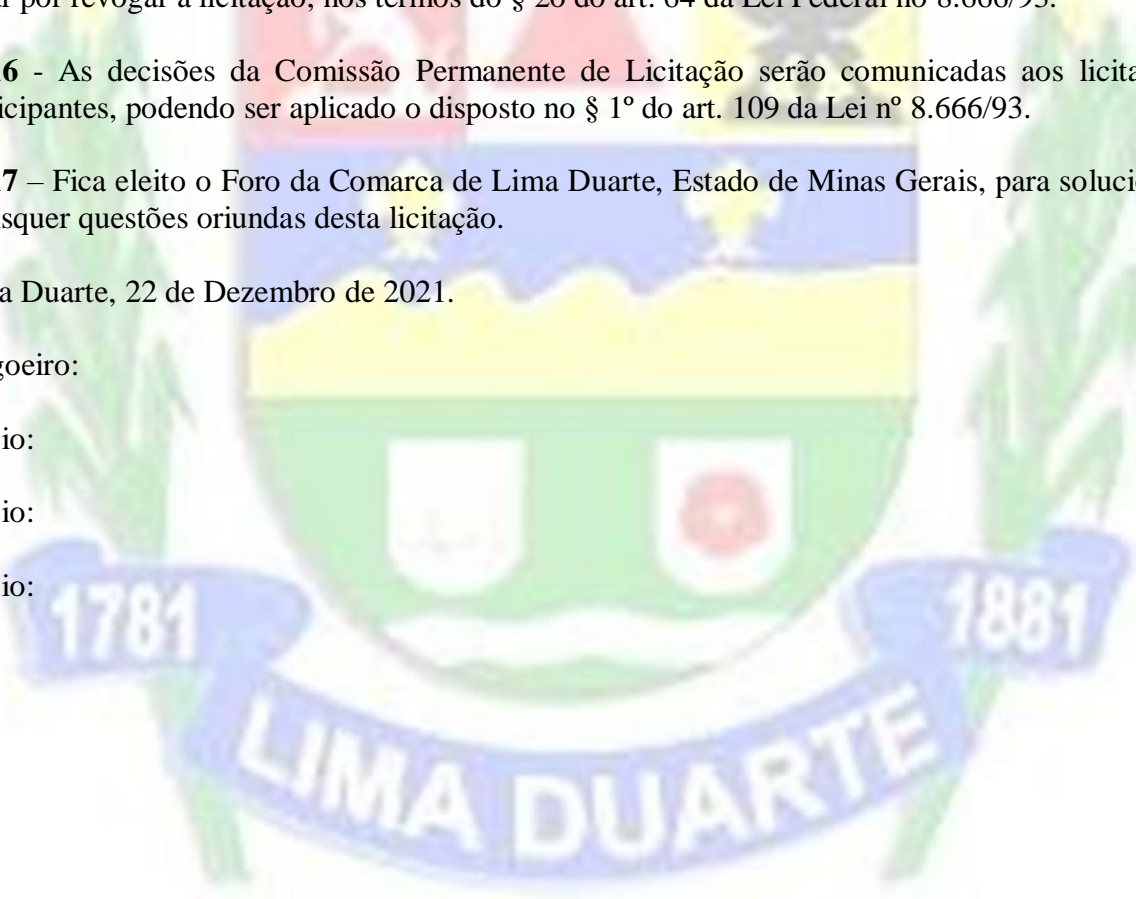 ar por revogar a licitação, nos termos do § 2o do art. 64 da Lei Federal no 8.666/93.
.6 - As decisões da Comissão Permanente de Licitação serão comunicadas aos licita
icipantes, podendo ser aplicado o disposto no § 1º do art. 109 da Lei nº 8.666/93.
.7 – Fica eleito o Foro da Comarca de Lima Duarte, Estado de Minas Gerais, para soluci
squer questões oriundas desta licitação.
a Duarte, 22 de Dezembro de 2021.
goeiro:
io:
io:
io:
1781
1881
LIMA DUARTE